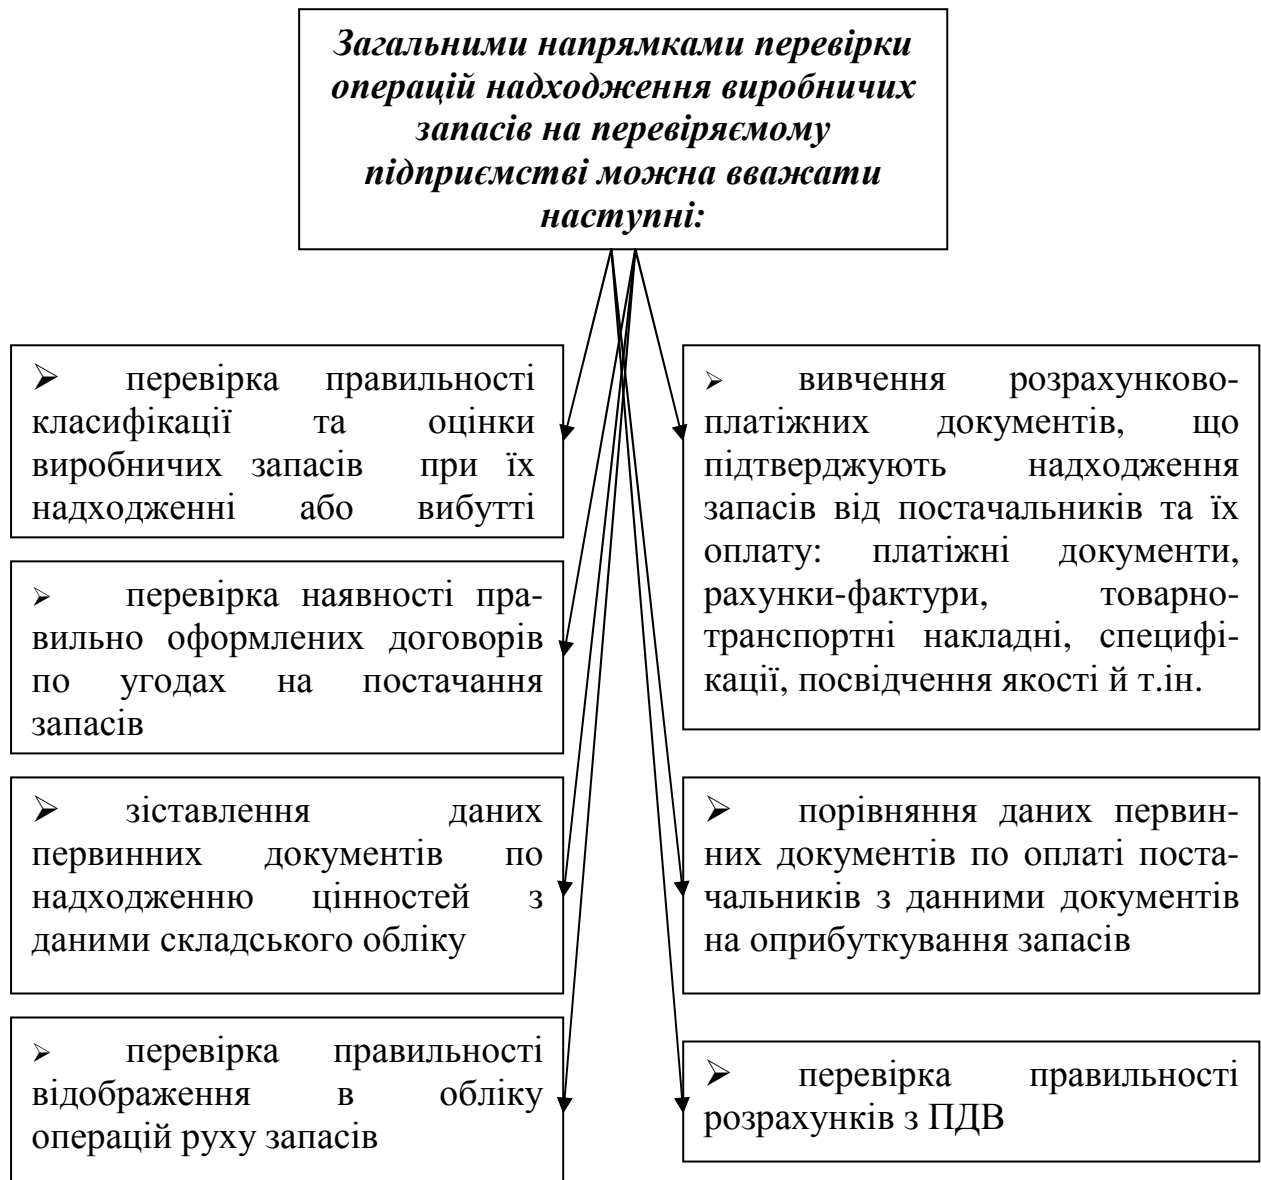 Загальними напрямками перевірки
операцій надходження виробничих
запасів на перевіряємому
підприємстві можна вважати
наступні:
➢ перевірка правильності
класифікації та оцінки
виробничих запасів при їх
надходженні або вибутті
➢ перевірка наявності пра-
вильно оформлених договорів
по угодах на постачання
запасів
➢ зіставлення даних
первинних документів по
надходженню цінностей з
даними складського обліку
➢ перевірка правильності
відображення в обліку
операцій руху запасів
➢ вивчення розрахунково-
платіжних документів, що
підтверджують надходження
запасів від постачальників та їх
оплату: платіжні документи,
рахунки-фактури, товарно-
транспортні накладні, специфі-
кації, посвідчення якості й т.ін.
➢ порівняння даних первин-
них документів по оплаті поста-
чальників з данними документів
на оприбуткування запасів
➢ перевірка правильності
розрахунків з ПДВ